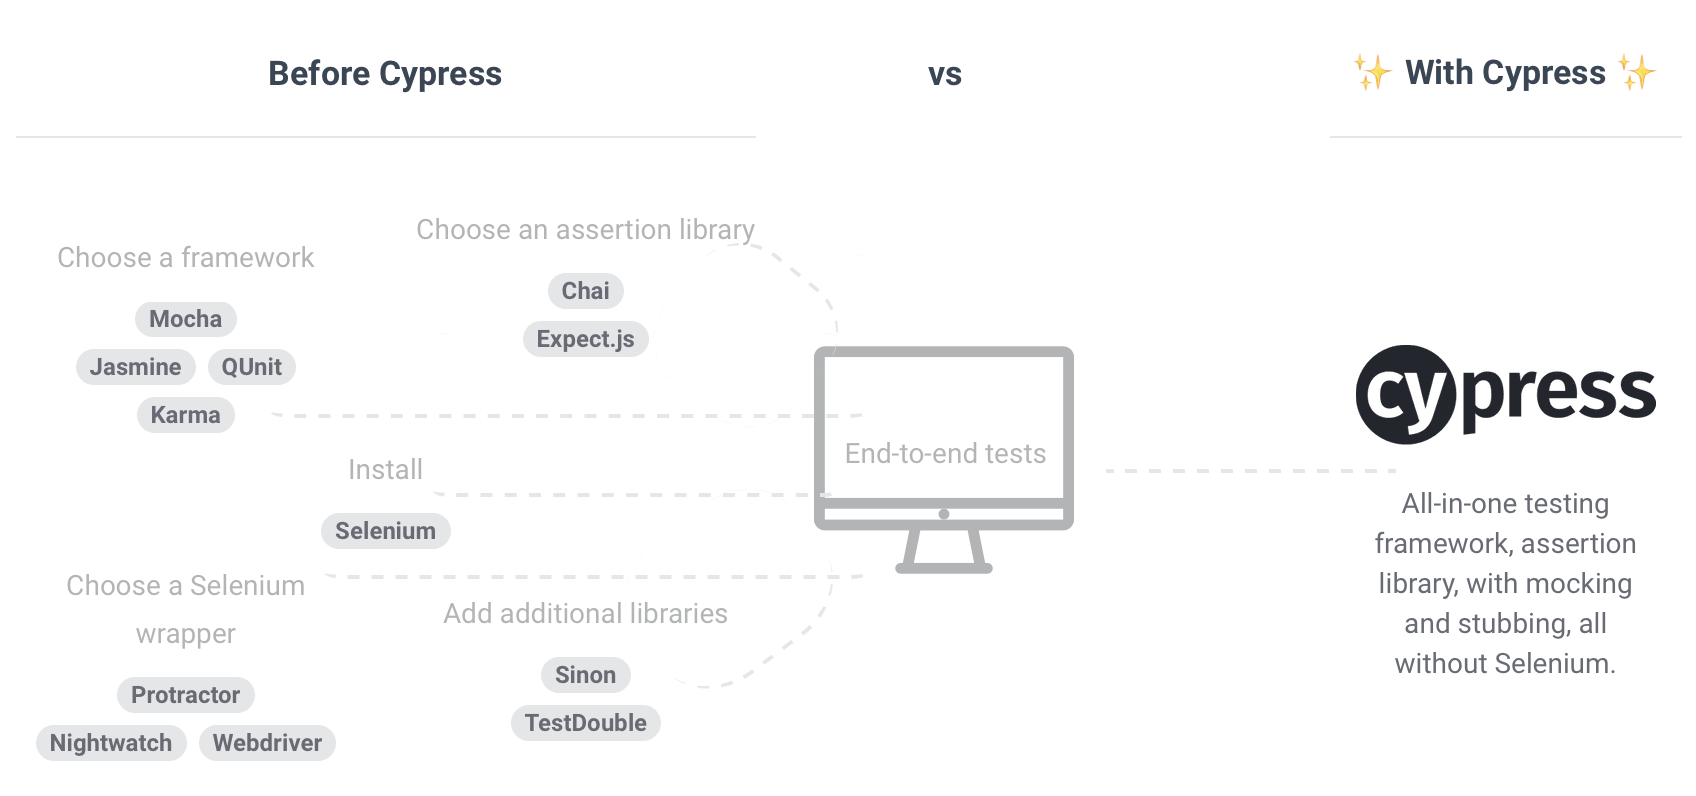 Before Cypress
vs
✨ With Cypress ✨
Choose a framework
Mocha
Jasmine QUnit
Karma
Choose an assertion library
Chai
Expect.js
Install
Selenium
Choose a Selenium
wrapper
Protractor
Nightwatch Webdriver
Add additional libraries
Sinon
TestDouble
End-to-end tests
cypress
All-in-one testing
framework, assertion
library, with mocking
and stubbing, all
without Selenium.